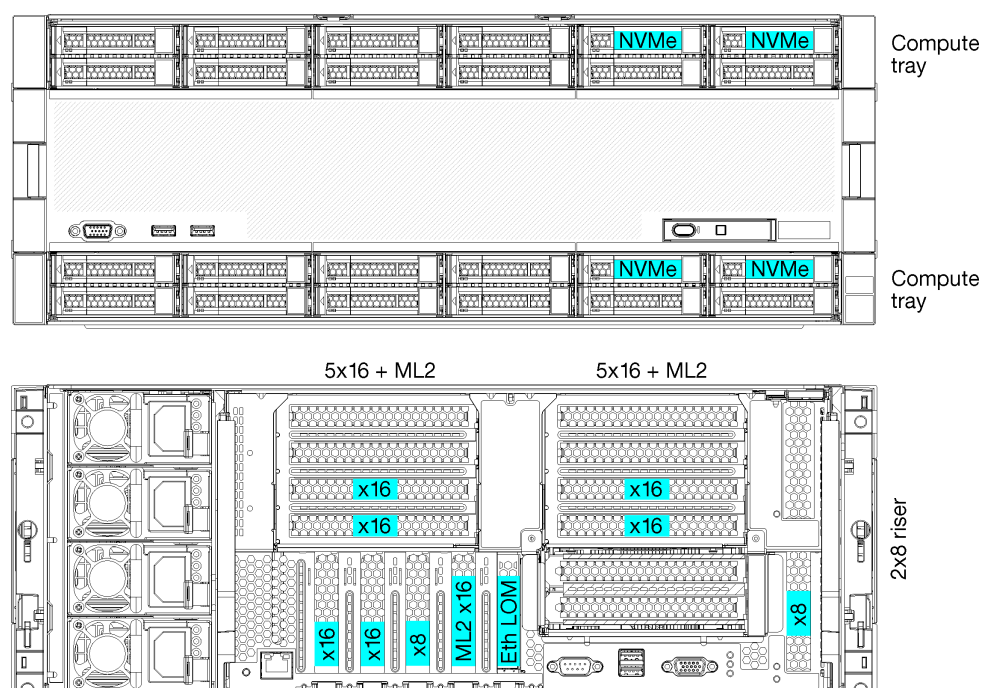 NVMe NVMe
Compute
tray
NVMe NVMe
Compute
tray
5x16 + ML2 5x16 + ML2
x16 x16
x16 x16
2x8 riser
x16
x16
x8
ML2 x16
Eth LOM
x8